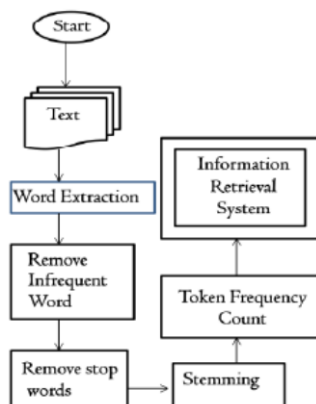 Start
Text
Word Extraction
Remove
Infrequent
Word
Remove stop
words
Stemming
Token Frequency
Count
Information
Retrieval
System